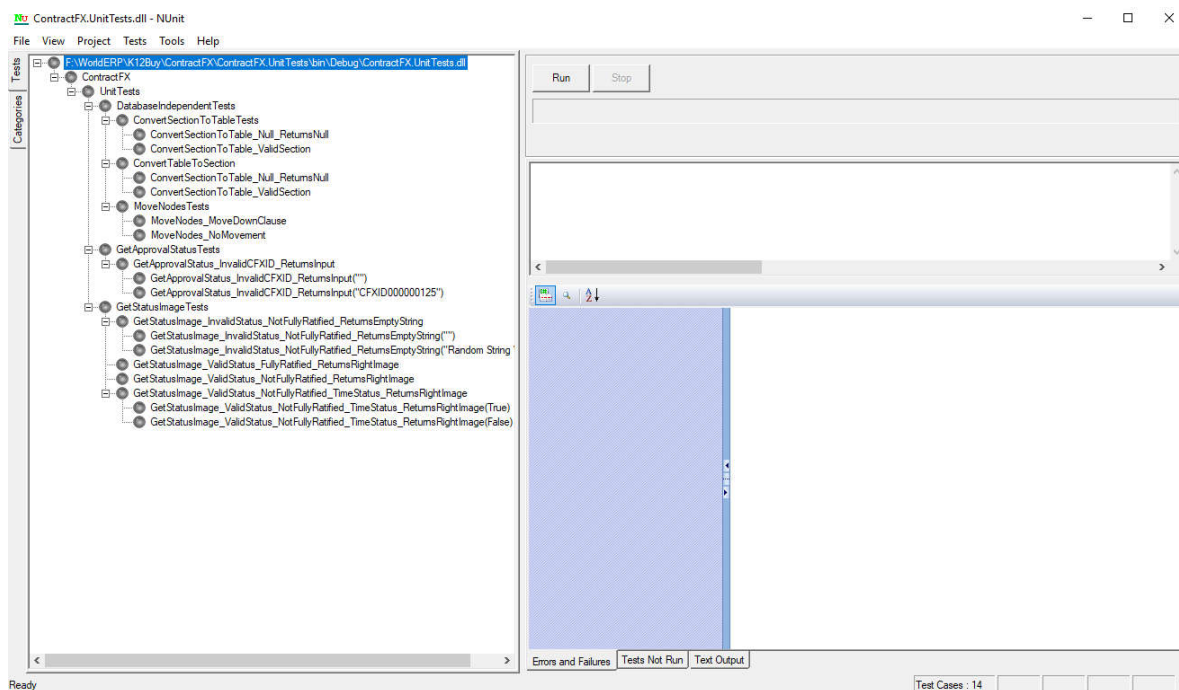 Nu ContractFX.UnitTests.dll - NUnit
File View Project Tests Tools Help
Tests
Categories
F:\WorldERP\K12Buy\ContractFX\ContractFX.UnitTests\bin\Debug\ContractFX.UnitTests.dll
ContractFX
UnitTests
DatabaseIndependentTests
ConvertSectionToTableTests
ConvertSectionToTable_Null_ReturnsNull
ConvertSectionToTable_ValidSection
ConvertTableToSection
ConvertSectionToTable_Null_ReturnsNull
ConvertSectionToTable_ValidSection
MoveNodesTests
MoveNodes_MoveDownClause
MoveNodes_NoMovement
GetApprovalStatusTests
GetApprovalStatus_InvalidCFXID_ReturnsInput
GetApprovalStatus_InvalidCFXID_ReturnsInput("")
GetApprovalStatus_InvalidCFXID_ReturnsInput("CFXID000000125")
GetStatusImageTests
GetStatusImage_InvalidStatus_NotFullyRatified_ReturnsEmptyString
GetStatusImage_InvalidStatus_NotFullyRatified_ReturnsEmptyString("")
GetStatusImage_InvalidStatus_NotFullyRatified_ReturnsEmptyString("Random String
GetStatusImage_ValidStatus_FullyRatified_ReturnsRightImage
GetStatusImage_ValidStatus_NotFullyRatified_ReturnsRightImage
GetStatusImage_ValidStatus_NotFullyRatified_TimeStatus_ReturnsRightImage
GetStatusImage_ValidStatus_NotFullyRatified_TimeStatus_ReturnsRightImage(True)
GetStatusImage_ValidStatus_NotFullyRatified_TimeStatus_ReturnsRightImage(False)
Run Stop
Errors and Failures Tests Not Run Text Output
Ready
Test Cases : 14